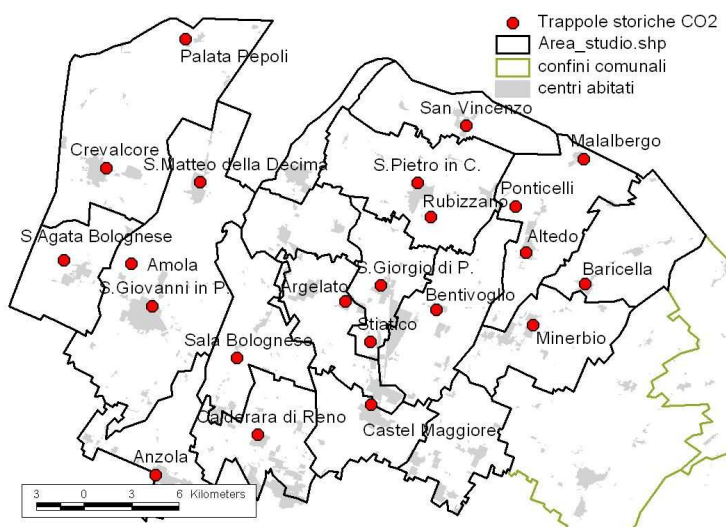 Trappole storiche CO2
Area_studio.shp
confini comunali
centri abitati
Palata Pepoli
San Vincenzo
Malalbergo
Crevalcore
S.Matteo della Decima
S.Pietro in C.
Ponticelli
Rubizzano
S.Agata Bolognese
Amola
S.Giorgio di P.
Altedo
Baricella
S.Giovanni in P.
Argelato
Bentivoglio
Stiatico
Minerbio
Sala Bolognese
Calderara di Reno
Castel Maggiore
Anzola
3 0 3 6 Kilometers